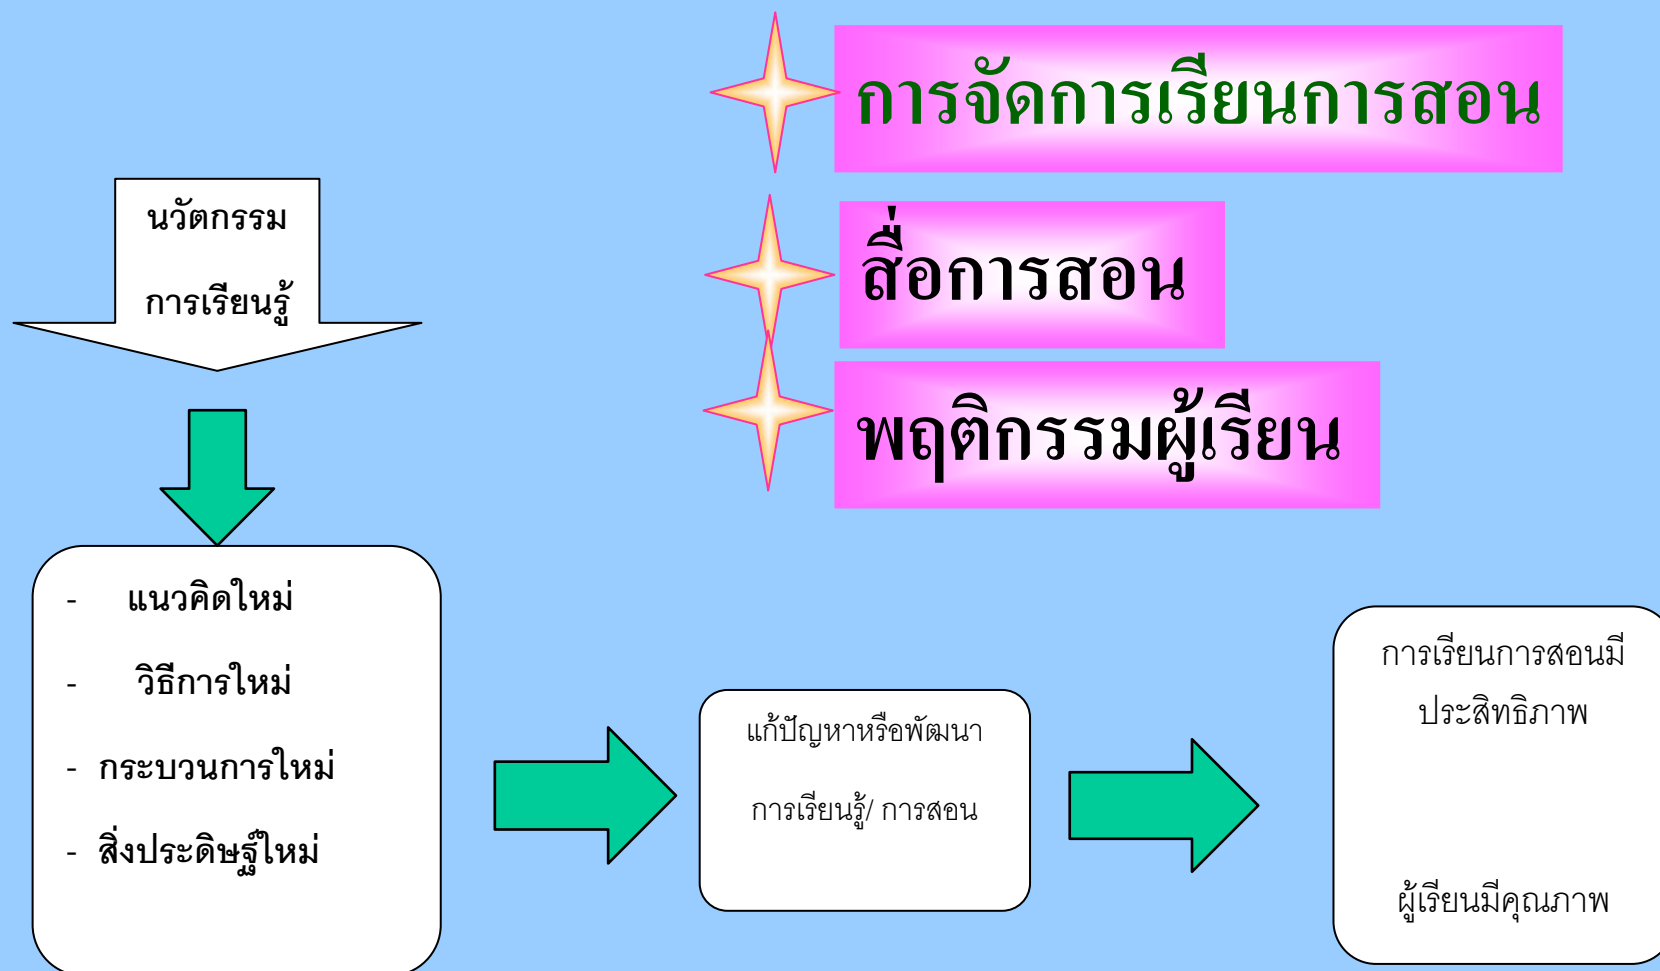 การจัดการเรียนการสอน
สื่อการสอน
พฤติกรรมผู้เรียน
นวัตกรรม
การเรียนรู้
- แนวคิดใหม่
- วิธีการใหม่
- กระบวนการใหม่
- สิ่งประดิษฐ์ใหม่
แก้ปัญหาหรือพัฒนา
การเรียนรู้/ การสอน
การเรียนการสอนมี
ประสิทธิภาพ
ผู้เรียนมีคุณภาพ